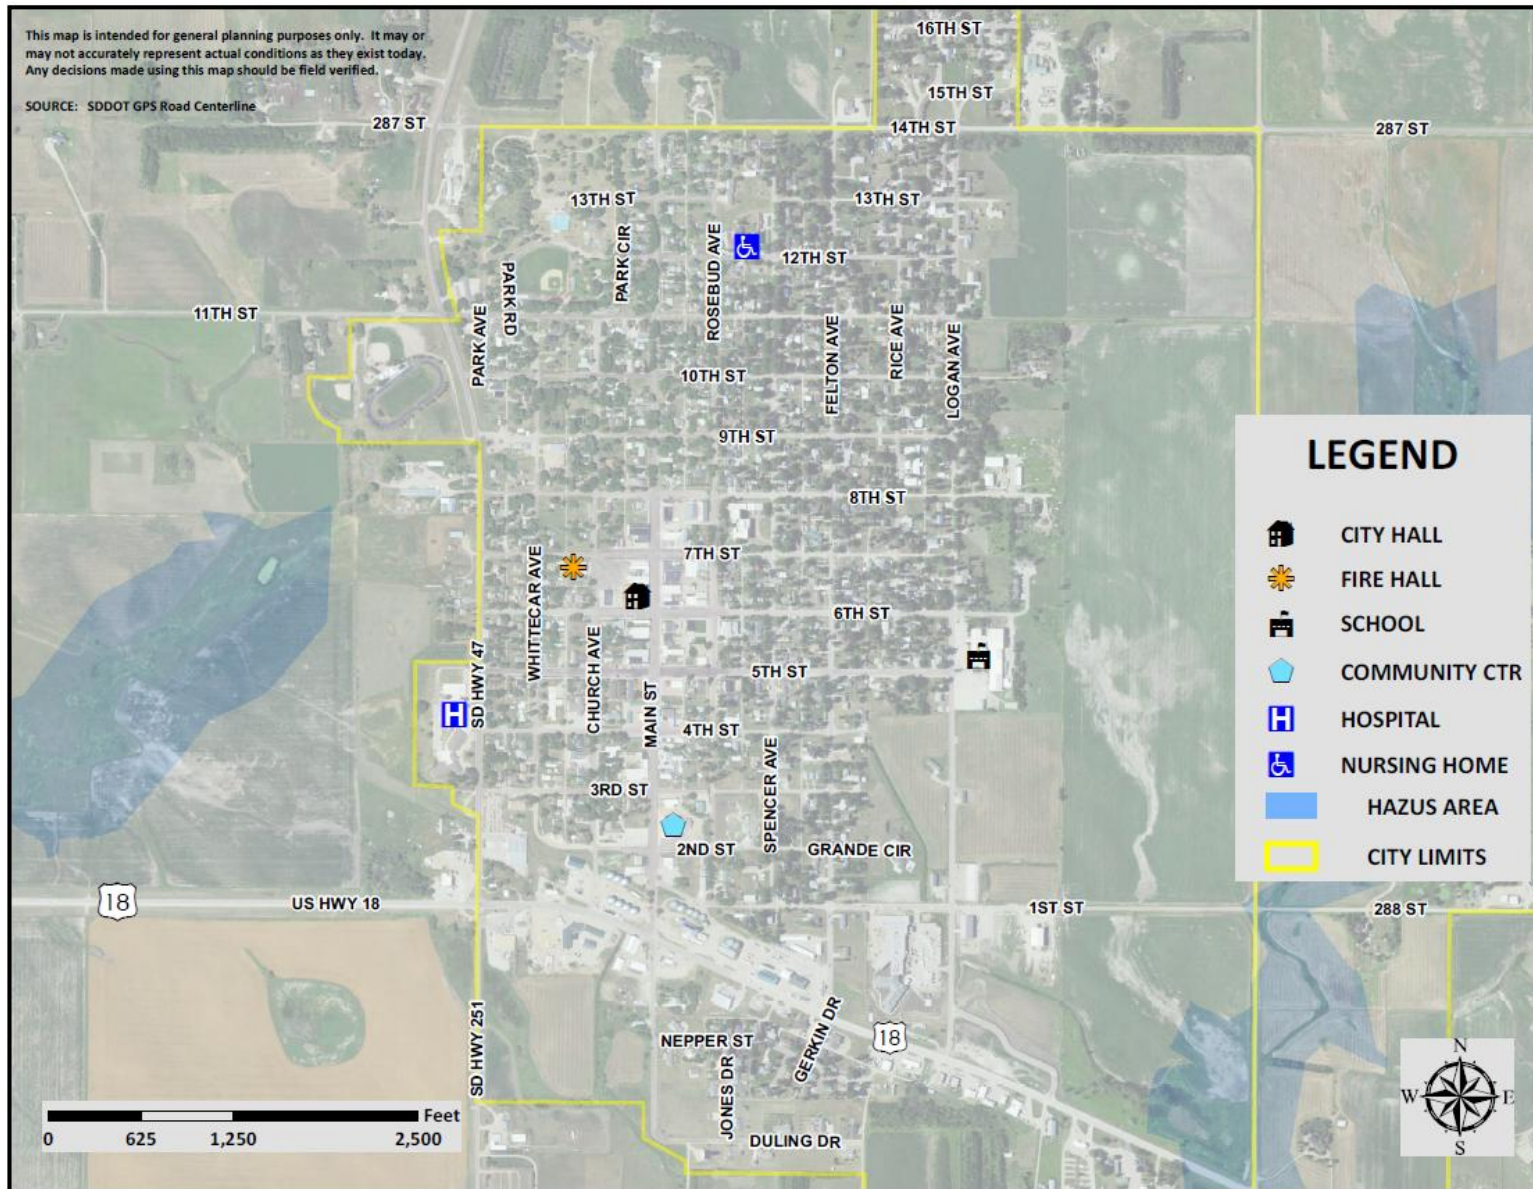 This map is intended for general planning purposes only. It may or
may not accurately represent actual conditions as they exist today.
Any decisions made using this map should be field verified.
SOURCE: SDDOT GPS Road Centerline
16TH ST
15TH ST
287 ST
14TH ST
287 ST
13TH ST
13TH ST
PARK CIR
ROSEBUD AVE
12TH ST
PARK RD
11TH ST
PARK AVE
FELTON AVE
RICE AVE
LOGAN AVE
10TH ST
9TH ST
8TH ST
7TH ST
WHITTECAR AVE
6TH ST
CHURCH AVE
SD HWY 47
5TH ST
MAIN ST
4TH ST
SPENCER AVE
3RD ST
2ND ST
GRANDE CIR
18
US HWY 18
1ST ST
288 ST
SD HWY 251
NEPPER ST
GERKIN DR
18
JONES DR
DULING DR
LEGEND
CITY HALL
FIRE HALL
SCHOOL
COMMUNITY CTR
H
H HOSPITAL
NURSING HOME
HAZUS AREA
CITY LIMITS
N
W E
S
Feet
0 625 1,250 2,500